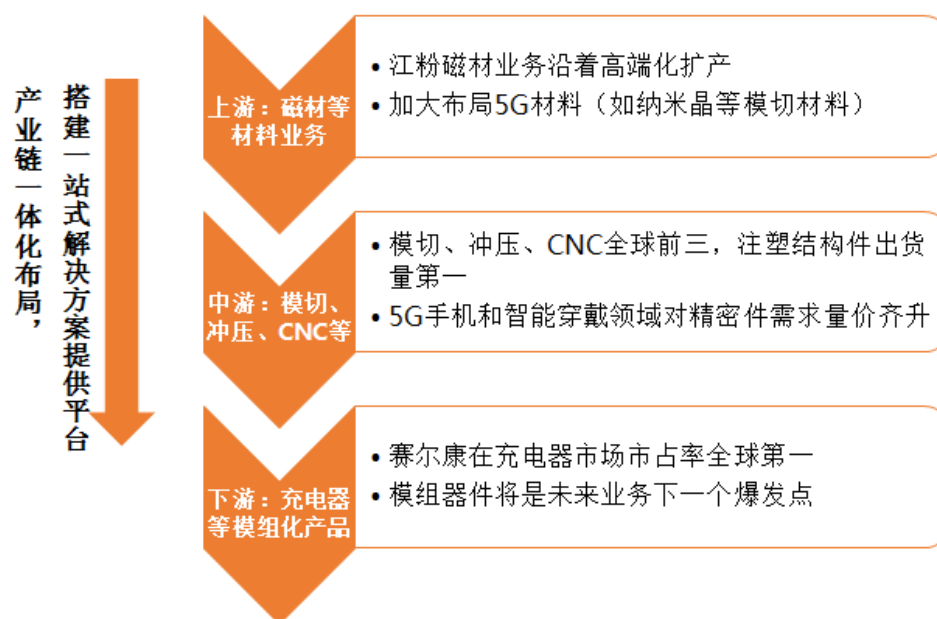 产业链一体化布局，
搭建一站式解决方案提供平台
上游：磁材等
材料业务
• 江粉磁材业务沿着高端化扩产
• 加大布局5G材料（如纳米晶等模切材料）
中游：模切、
冲压、CNC等
• 模切、冲压、CNC全球前三，注塑结构件出货
量第一
• 5G手机和智能穿戴领域对精密件需求量价齐升
下游：充电器
等模组化产品
• 赛尔康在充电器市场市占率全球第一
• 模组器件将是未来业务下一个爆发点